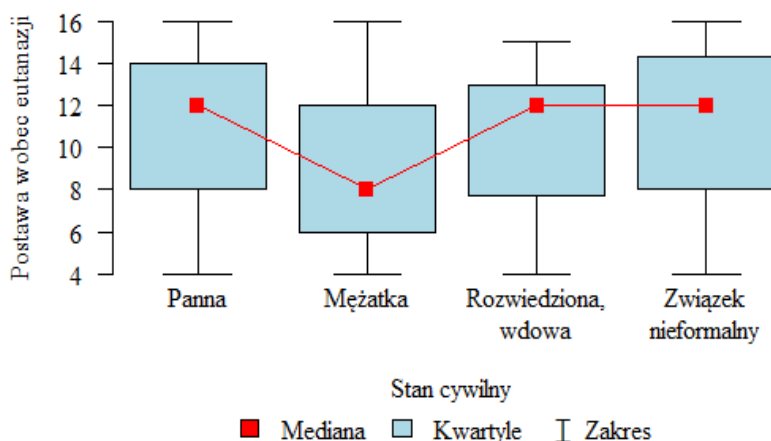 Postawa wobec eutanazji
16
14
12
10
8
6
4
Panna
Mężatka
Rozwiedziona,
wdowa
Związek
nieformalny
Stan cywilny
Mediana
Kwartyle
Zakres